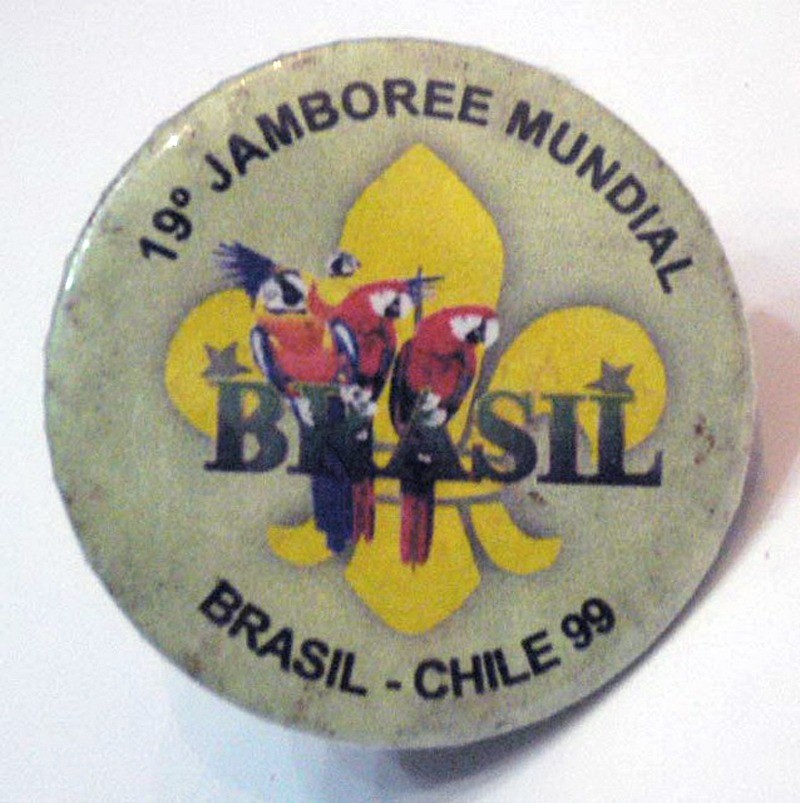 19º JAMBOREE MUNDIAL
BRASIL
BRASIL - CHILE 99